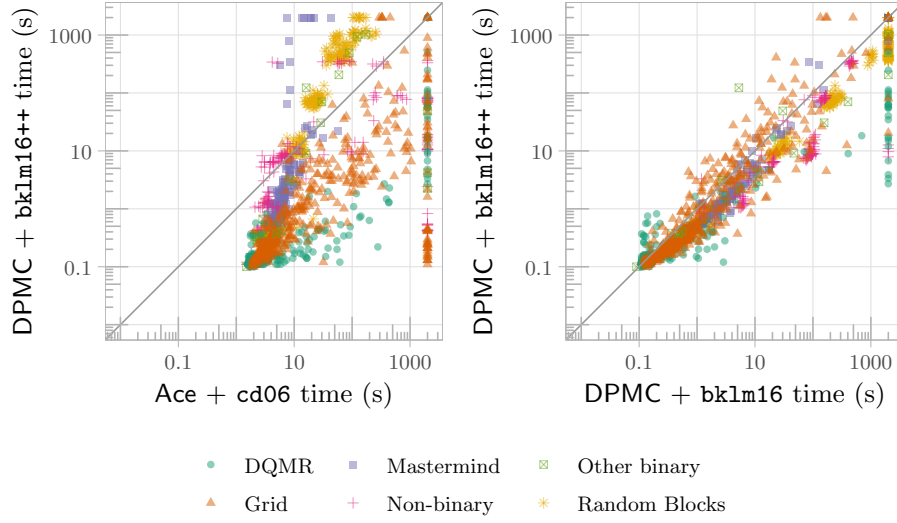 DPMC + bklm16++ time (s)
1000
10
0.1
0.1 10 1000
Ace + cd06 time (s)
DPMC + bklm16++ time (s)
1000
10
0.1
0.1 10 1000
DPMC + bklm16 time (s)
DQMR Mastermind Other binary
Grid Non-binary Random Blocks